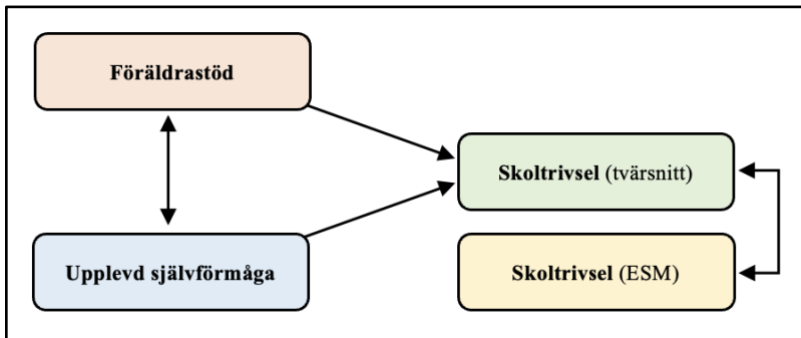 Föräldrastöd
Skoltrivsel (tvärsnitt)
Upplevd självförmåga
Skoltrivsel (ESM)